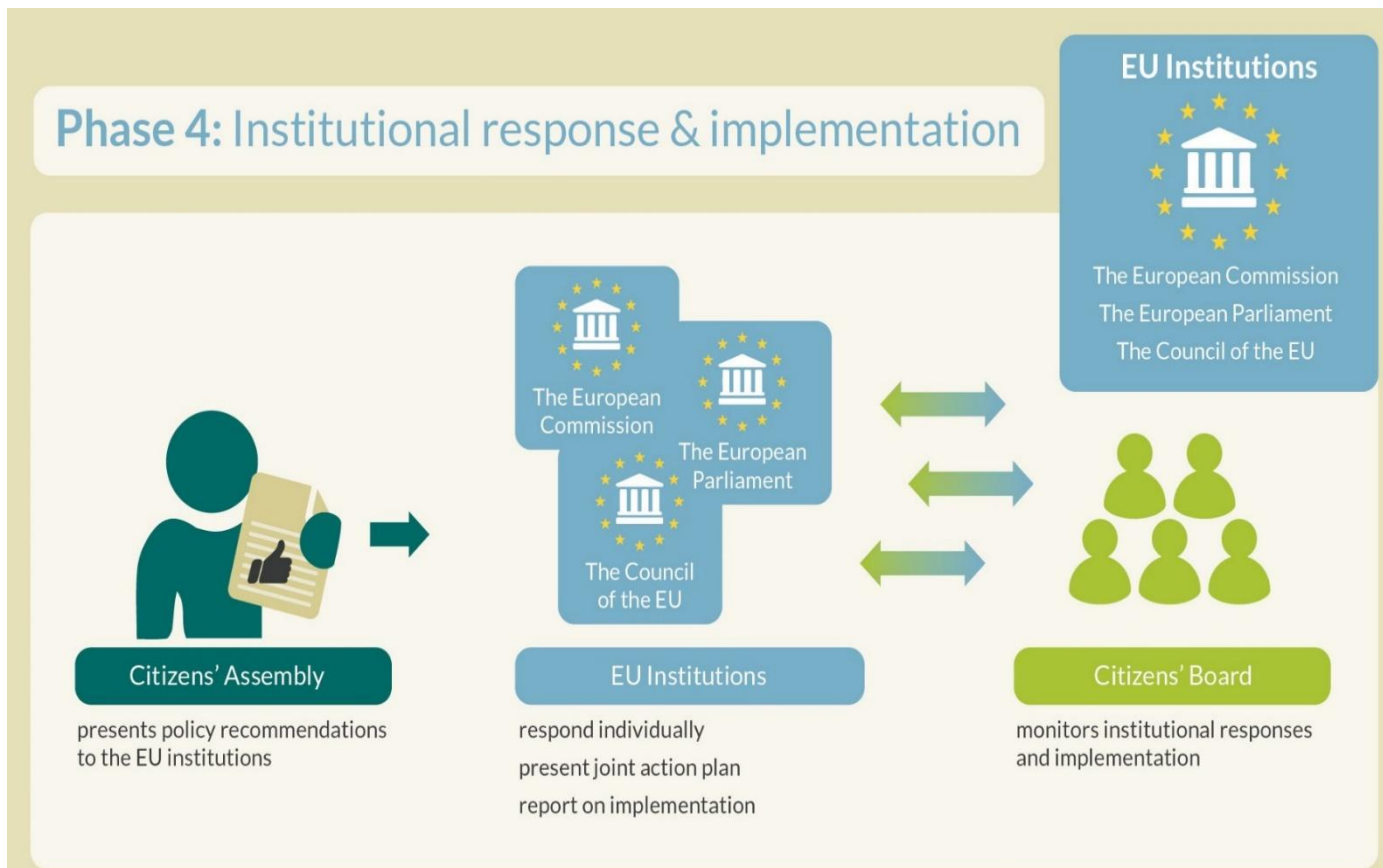 EU Institutions
The European Commission
The European Parliament
The Council of the EU
Phase 4: Institutional response & implementation
The European
Commission
The European
Parliament
The Council
of the EU
Citizens’ Assembly
presents policy recommendations
to the EU institutions
EU Institutions
respond individually
present joint action plan
report on implementation
Citizens’ Board
monitors institutional responses
and implementation